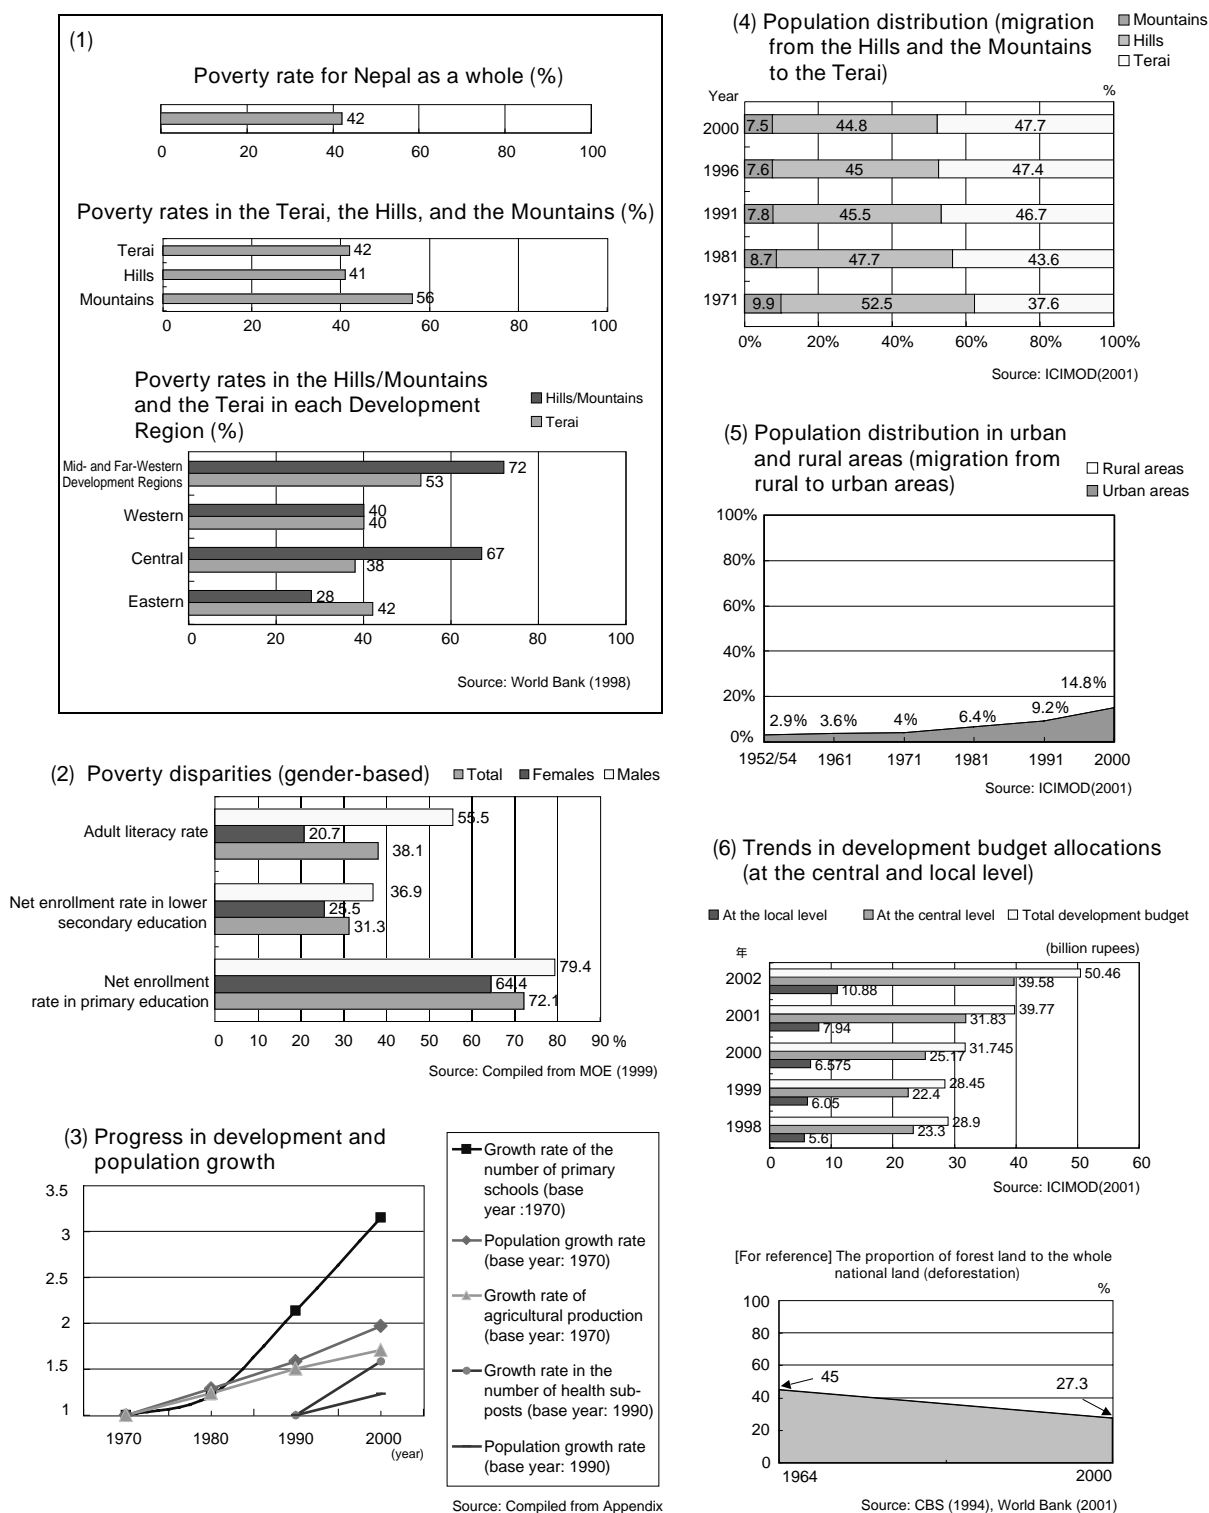 (1)
Poverty rate for Nepal as a whole (%)
42
0 20 40 60 80 100
Poverty rates in the Terai, the Hills, and the Mountains (%)
Terai 42
Hills 41
Mountains 56
0 20 40 60 80 100
Poverty rates in the Hills/Mountains
and the Terai in each Development
Region (%)
Hills/Mountains
Terai
Mid- and Far-Western
Development Regions
72
53
Western
40
40
Central
67
38
Eastern
28
42
0 20 40 60 80 100
Source: World Bank (1998)
(2) Poverty disparities (gender-based)
Total Females Males
Adult literacy rate
55.5
20.7
38.1
Net enrollment rate in lower
secondary education
36.9
25.5
31.3
Net enrollment
rate in primary education
79.4
64.4
72.1
0 10 20 30 40 50 60 70 80 90 %
Source: Compiled from MOE (1999)
(3) Progress in development and
population growth
3.5
3
2.5
2
1.5
1
1970 1980 1990 2000
(year)
Growth rate of the
number of primary
schools (base
year :1970)
Population growth rate
(base year: 1970)
Growth rate of
agricultural production
(base year: 1970)
Growth rate in the
number of health sub-
posts (base year: 1990)
Population growth rate
(base year: 1990)
Source: Compiled from Appendix
(4) Population distribution (migration
from the Hills and the Mountains
to the Terai)
Mountains
Hills
Terai
Year %
2000 7.5 44.8 47.7
1996 7.6 45 47.4
1991 7.8 45.5 46.7
1981 8.7 47.7 43.6
1971 9.9 52.5 37.6
0% 20% 40% 60% 80% 100%
Source: ICIMOD(2001)
(5) Population distribution in urban
and rural areas (migration from
rural to urban areas)
Rural areas
Urban areas
100%
80%
60%
40%
20%
0%
2.9% 3.6% 4% 6.4% 9.2% 14.8%
1952/54 1961 1971 1981 1991 2000
Source: ICIMOD(2001)
(6) Trends in development budget allocations
(at the central and local level)
At the local level At the central level Total development budget
年 (billion rupees)
2002
50.46
39.58
10.88
2001
39.77
31.83
7.94
2000
31.745
25.17
6.575
1999
28.45
22.4
6.05
1998
28.9
23.3
5.6
0 10 20 30 40 50 60
Source: ICIMOD(2001)
[For reference] The proportion of forest land to the whole
national land (deforestation)
%
100
80
60
40
20
0
45
27.3
1964 2000
Source: CBS (1994), World Bank (2001)